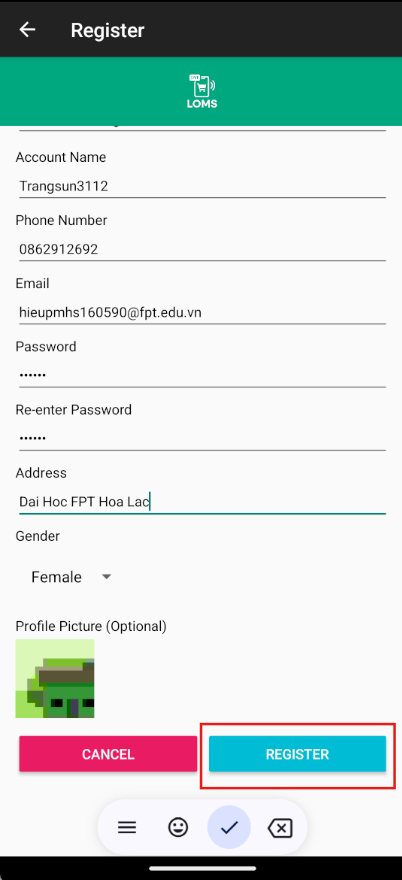 Register
LOMS
Account Name
Trangsun3112
Phone Number
0862912692
Email
hieupmhs160590@fpt.edu.vn
Password
••••••
Re-enter Password
••••••
Address
Dai Hoc FPT Hoa Lac
Gender
Female
Profile Picture (Optional)
CANCEL REGISTER